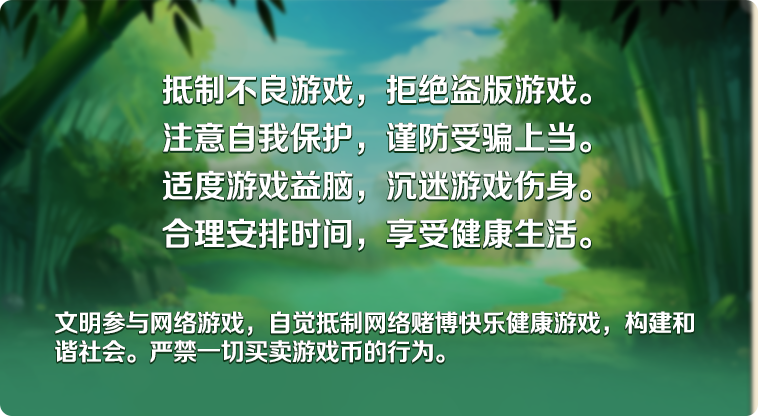 抵制不良游戏，拒绝盗版游戏。
注意自我保护，谨防受骗上当。
适度游戏益脑，沉迷游戏伤身。
合理安排时间，享受健康生活。
文明参与网络游戏，自觉抵制网络赌博快乐健康游戏，构建和
谐社会。严禁一切买卖游戏币的行为。